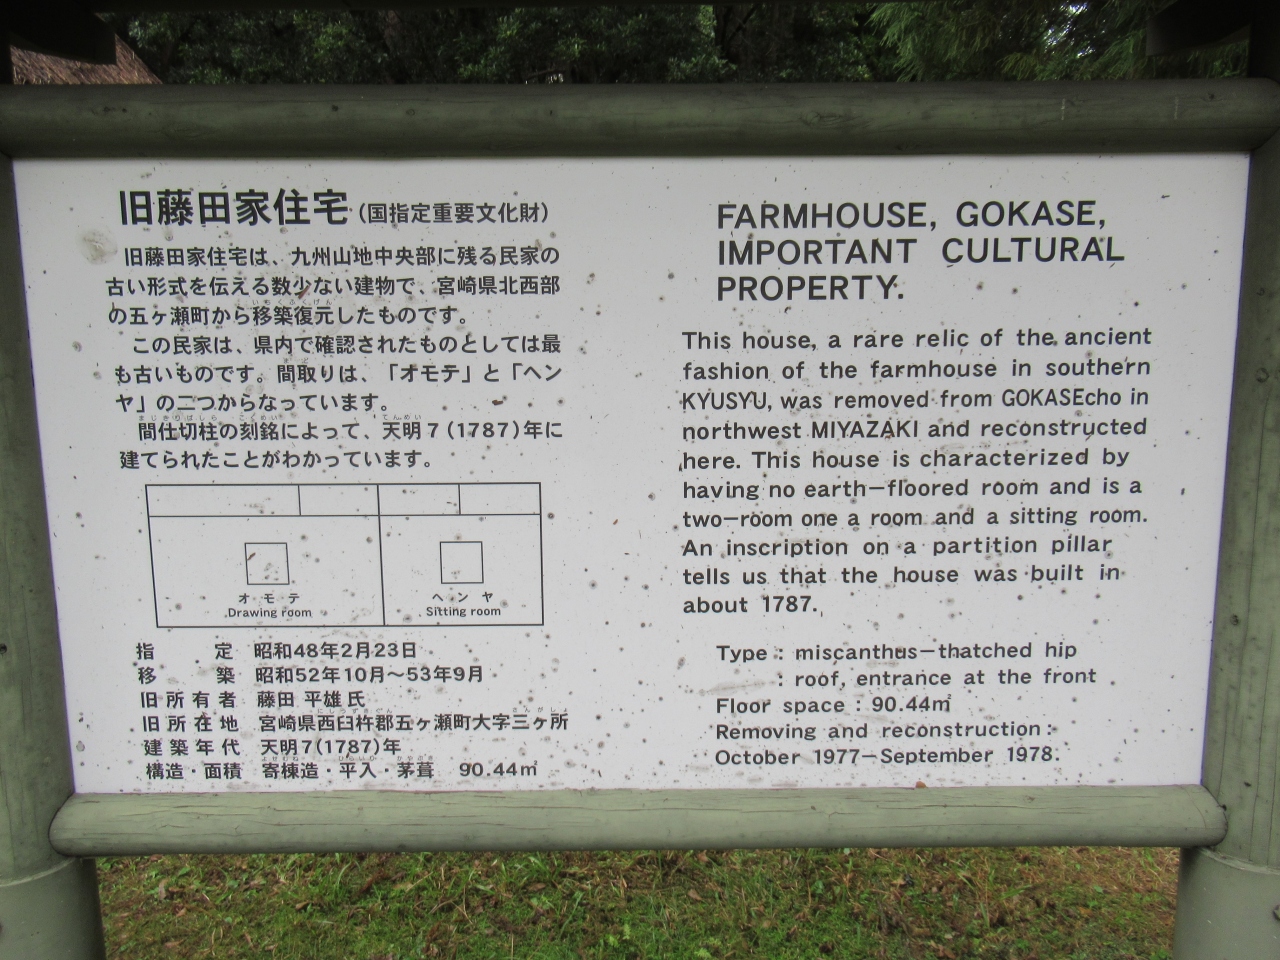 旧藤田家住宅(国指定重要文化財)
旧藤田家住宅は、九州山地中央部に残る民家の
古い形式を伝える数少ない建物で、宮崎県北西部
の五ヶ瀬町から移築復元したものです。
この民家は、県内で確認されたものとしては最
も古いものです。間取りは、「オモテ」と「ヘン
ヤ」の二つからなっています。
間仕切柱の刻銘によって、天明7(1787)年に
建てられたことがわかっています。
オモテ
Drawing room
ヘンヤ
Sitting room
指定 昭和48年2月23日
移築 昭和52年10月〜53年9月
旧所有者 藤田 平雄氏
旧所在地 宮崎県西臼杵郡五ヶ瀬町大字三ヶ所
建築年代 天明7(1787)年
構造・面積 寄棟造・平入・茅葺 90.44㎡
FARMHOUSE, GOKASE,
IMPORTANT CULTURAL
PROPERTY.
This house, a rare relic of the ancient
fashion of the farmhouse in southern
KYUSYU, was removed from GOKASEcho in
northwest MIYAZAKI and reconstructed
here. This house is characterized by
having no earth-floored room and is a
two-room one a room and a sitting room.
An inscription on a partition pillar
tells us that the house was built in
about 1787.
Type : miscanthus-thatched hip
: roof, entrance at the front
Floor space : 90.44㎡
Removing and reconstruction:
October 1977-September 1978.